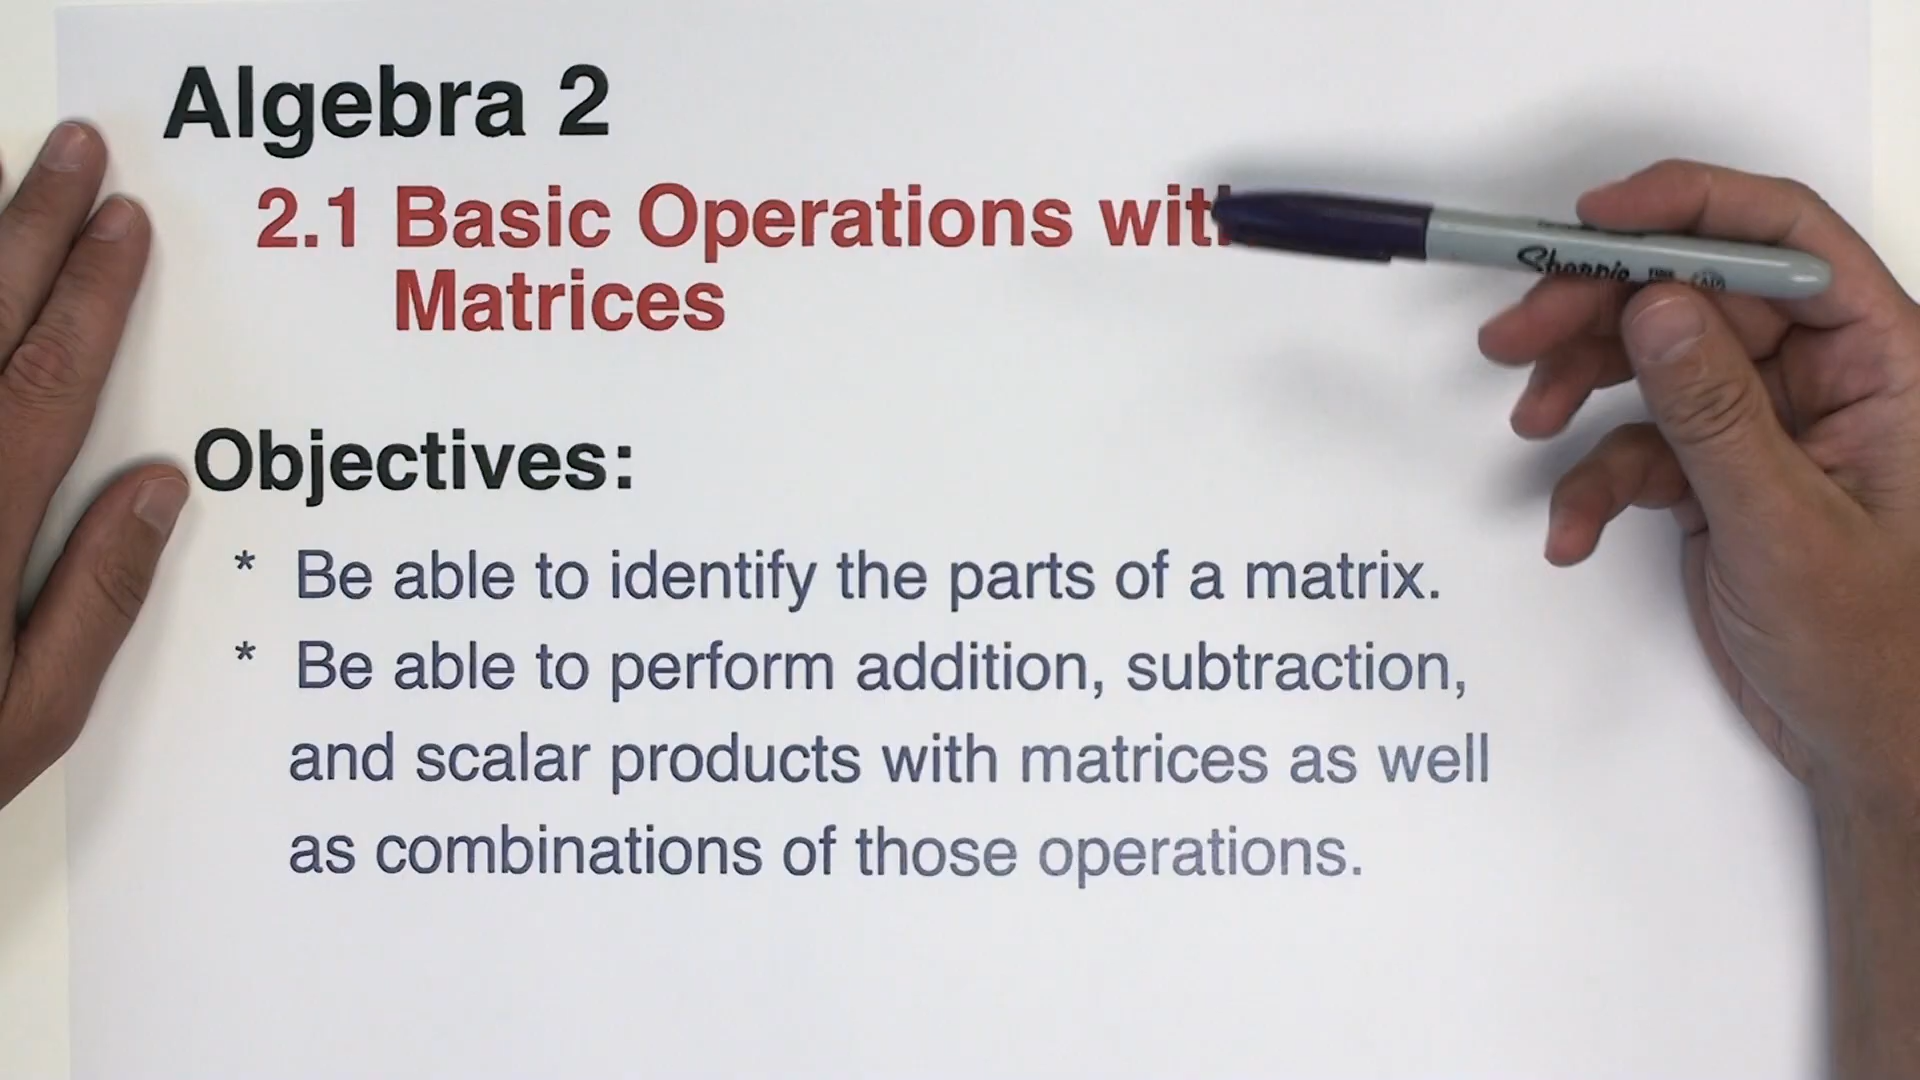 Algebra 2
2.1 Basic Operations
Matrices
Objectives:
* Be able to identify the parts of a matrix.
* Be able to perform addition, subtraction,
and scalar products with matrices as well
as combinations of those operations.
Sharpie